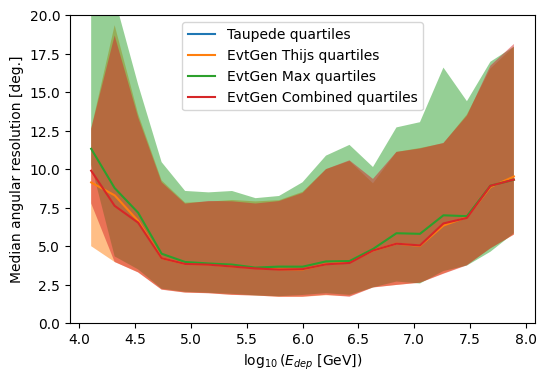 20.0
17.5
15.0
12.5
10.0
7.5
5.0
2.5
0.0
Median angular resolution [deg.]
Taupede quartiles
EvtGen Thijs quartiles
EvtGen Max quartiles
EvtGen Combined quartiles
4.0 4.5 5.0 5.5 6.0 6.5 7.0 7.5 8.0
log₁₀(E_dep [GeV])